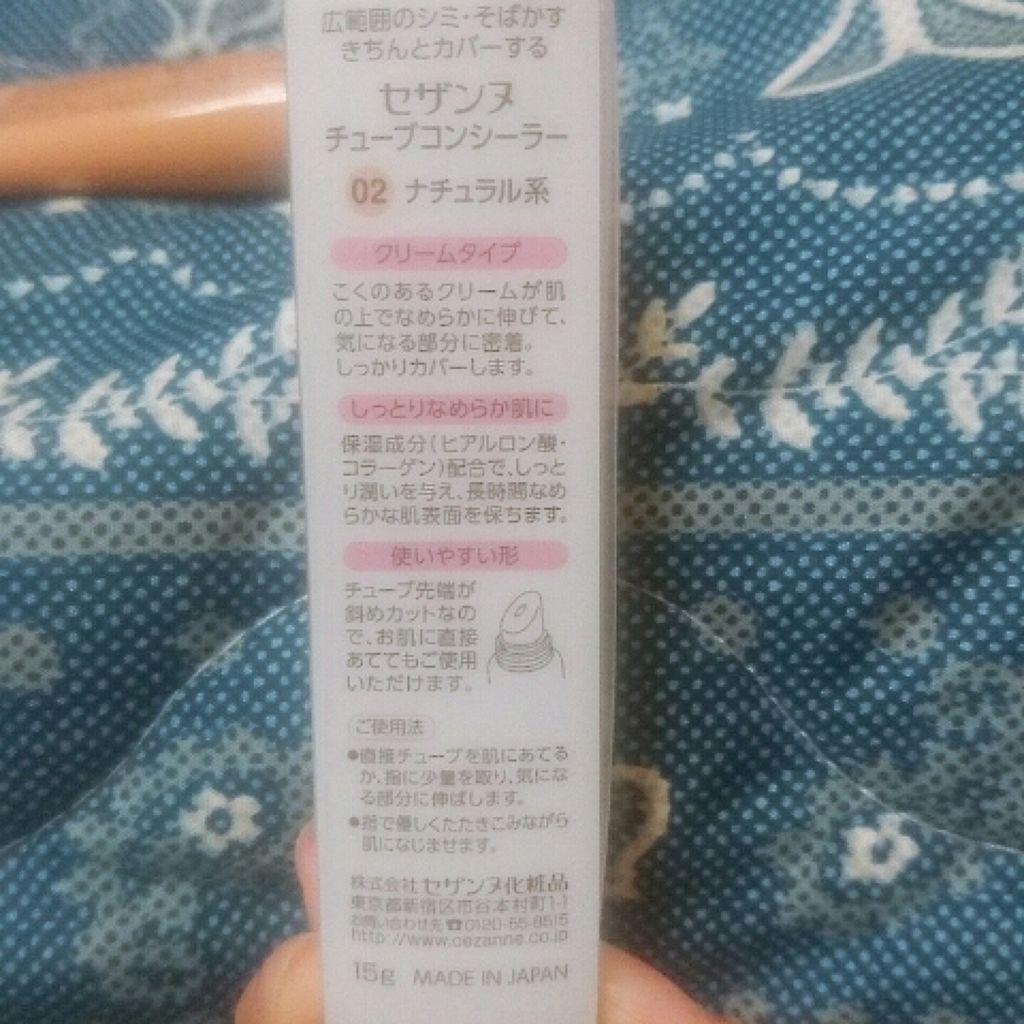 広範囲のシミ・そばかす
きちんとカバーする
セザンヌ
チューブコンシーラー
02 ナチュラル系
クリームタイプ
こくのあるクリームが肌
の上でなめらかに伸びて、
気になる部分に密着。
しっかりカバーします。
しっとりなめらか肌に
保湿成分(ヒアルロン酸・
コラーゲン)配合で、しっと
り潤いを与え、長時間なめ
らかな肌表面を保ちます。
使いやすい形
チューブ先端が
斜めカットなの
で、お肌に直接
あててもご使用
いただけます。
ご使用法
●直接チューブを肌にあてる
か、指に少量を取り、気にな
る部分に伸ばします。
●指で優しくたたきこみながら
肌になじませます。
株式会社 セザンヌ化粧品
東京都新宿区市谷本村町1-1
お問い合わせ先☎0120-55-8515
http://www.cezanne.co.jp
15g MADE IN JAPAN